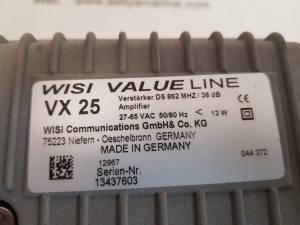 WISI VALUE LINE
VX 25
Verstärker DS 862 MHZ / 36 dB
Amplifier
27-65 VAC 50/60 Hz < 13 W
WISI Communications GmbH& Co. KG
75223 Niefern - Oeschelbronn GERMANY
MADE IN GERMANY
12967
044 372
Serien-Nr.
13437603